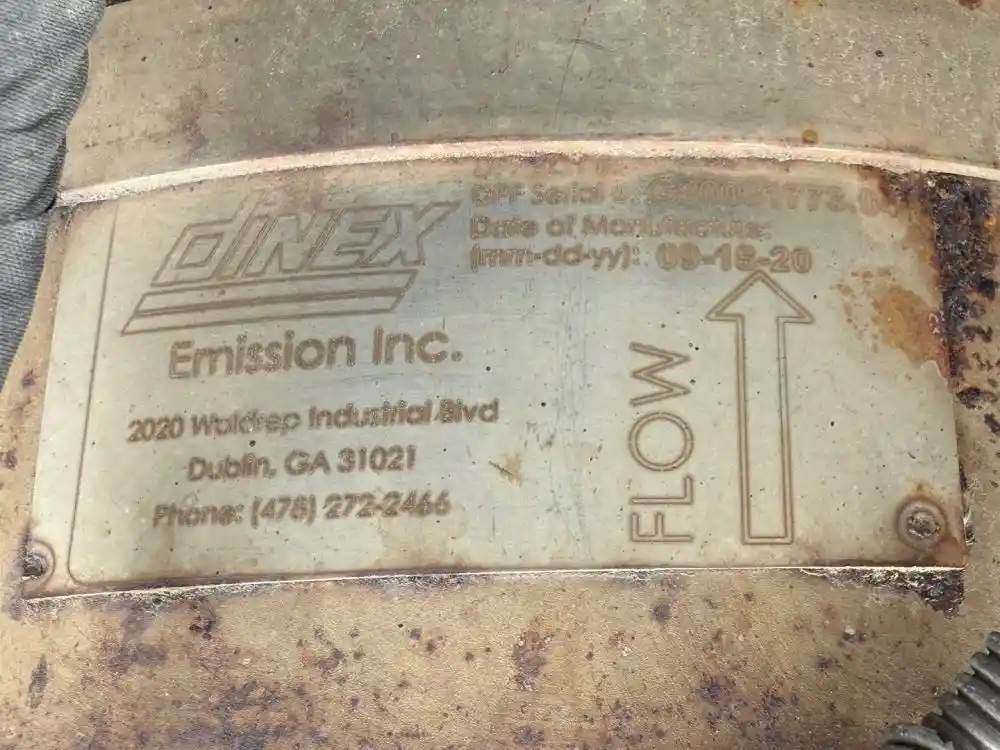 DINEX
Emission Inc.
2020 Waldrep Industrial Blvd
Dublin, GA 31021
Phone: (478) 272-2466
DPF Serial #:
Date of Manufacture:
(mm-dd-yy): 09-18-20
FLOW